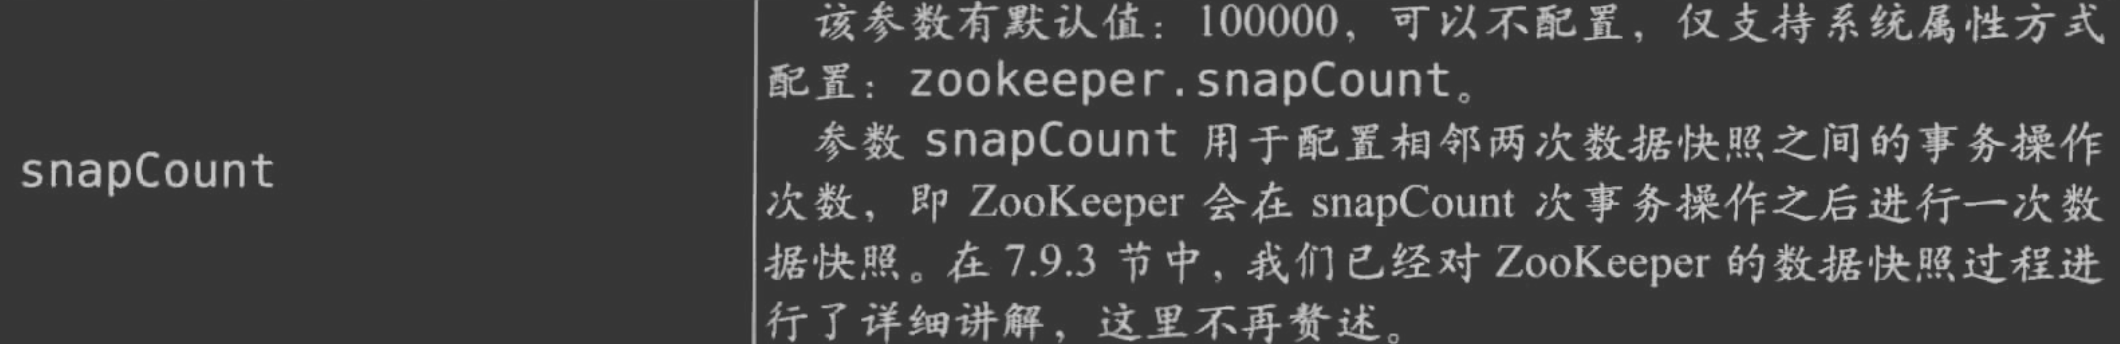 snapCount
该参数有默认值：100000，可以不配置，仅支持系统属性方式
配置：zookeeper.snapCount。
参数 snapCount 用于配置相邻两次数据快照之间的事务操作
次数，即 ZooKeeper 会在 snapCount 次事务操作之后进行一次数
据快照。在 7.9.3 节中，我们已经对 ZooKeeper 的数据快照过程进
行了详细讲解，这里不再赘述。